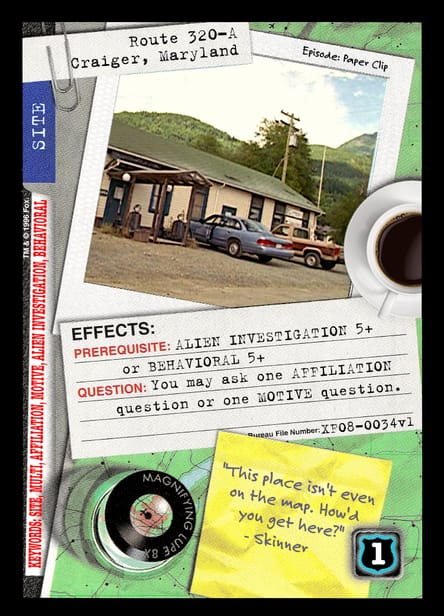 Route 320-A
Craiger, Maryland
Episode: Paper Clip
SITE
TM & © 1996 Fox
KEYWORDS: SITE, MULTI, AFFILIATION, MOTIVE, ALIEN INVESTIGATION, BEHAVIORAL
EFFECTS:
PREREQUISITE: ALIEN INVESTIGATION 5+
or BEHAVIORAL 5+
QUESTION: You may ask one AFFILIATION
question or one MOTIVE question.
Bureau File Number: XF08-0034v1
MAGNIFYING LUPE 8X
"This place isn't even
on the map. How'd
you get here?"
- Skinner
1